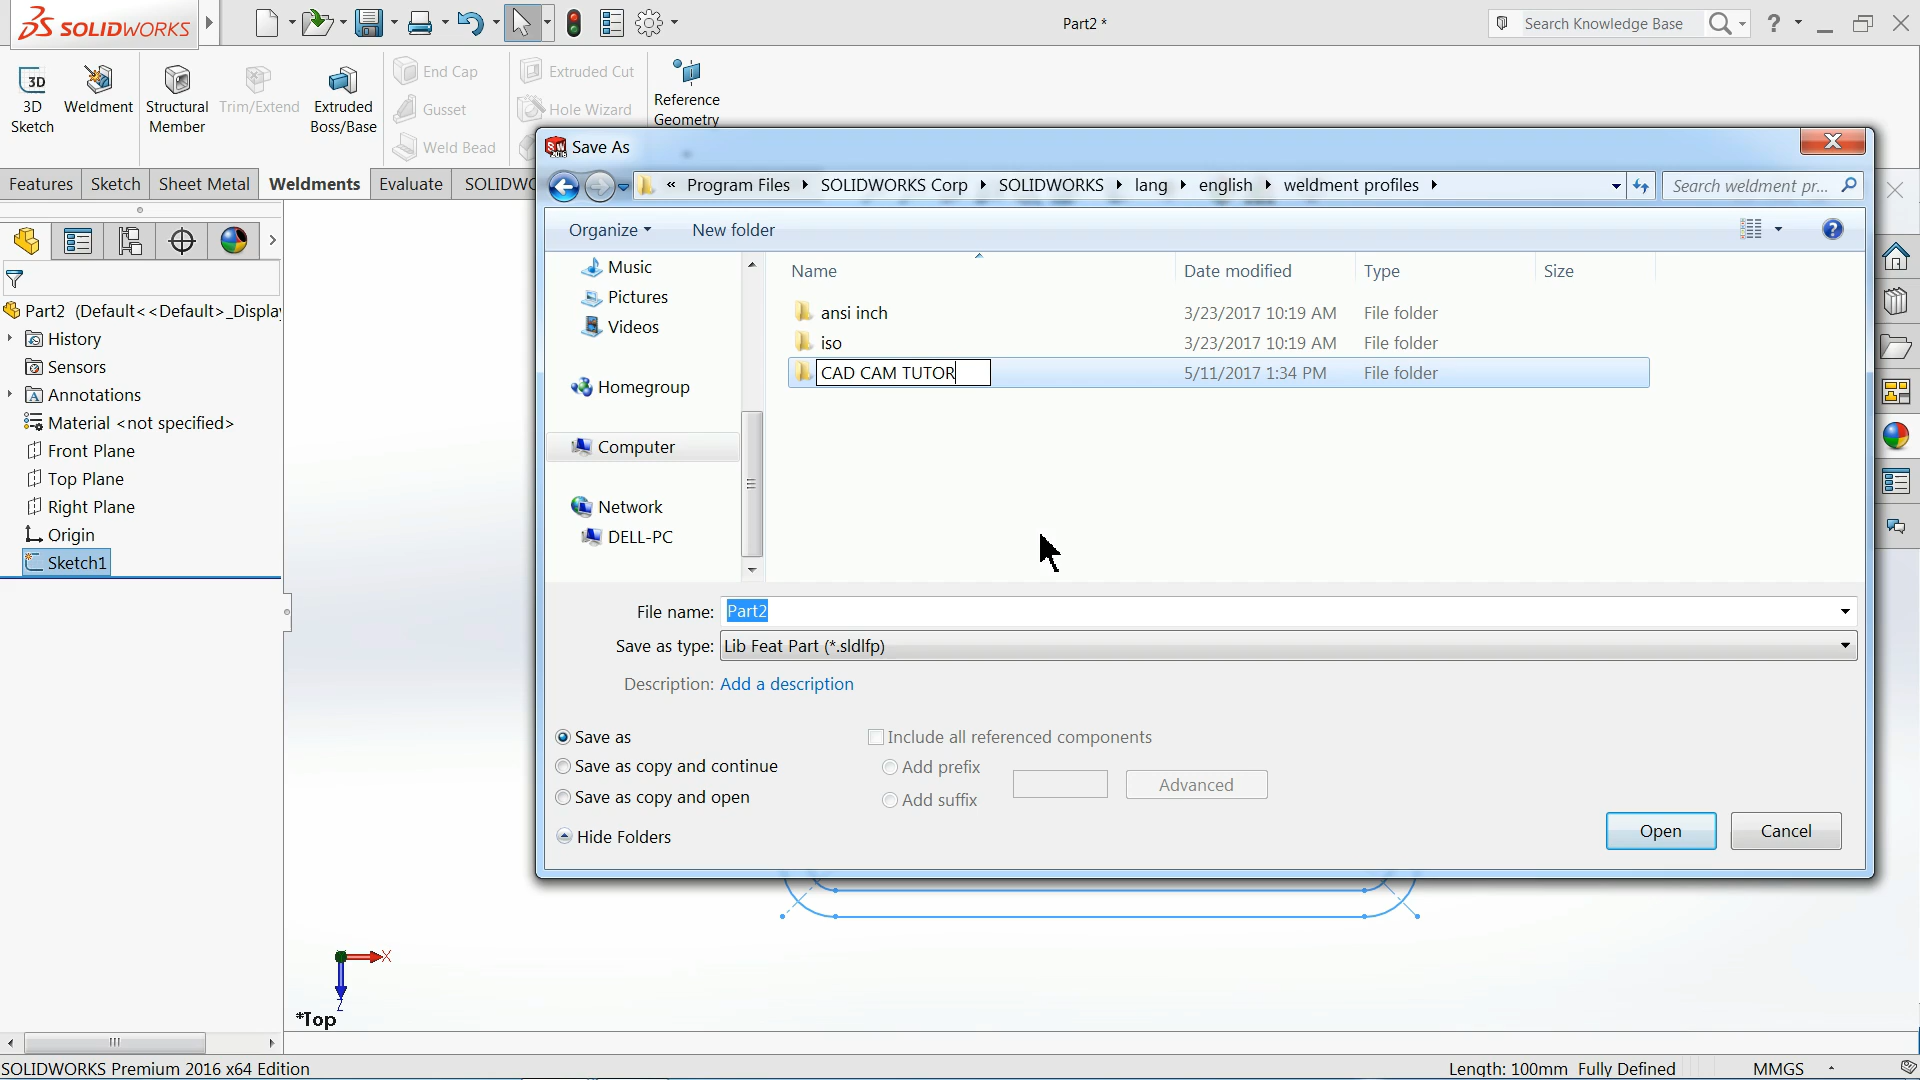 SOLIDWORKS
Part2 *
Search Knowledge Base
?
3D
Sketch
Weldment
Structural
Member
Trim/Extend
Extruded
Boss/Base
End Cap
Gusset
Weld Bead
Extruded Cut
Hole Wizard
Reference
Geometry
Features
Sketch
Sheet Metal
Weldments
Evaluate
SOLIDWO
Part2 (Default<<Default>_Displa
History
Sensors
Annotations
Material <not specified>
Front Plane
Top Plane
Right Plane
Origin
Sketch1
Save As
« Program Files SOLIDWORKS Corp SOLIDWORKS lang english weldment profiles
Search weldment pr...
Organize
New folder
Music
Pictures
Videos
Homegroup
Computer
Network
DELL-PC
Name Date modified Type Size
ansi inch 3/23/2017 10:19 AM File folder
iso 3/23/2017 10:19 AM File folder
CAD CAM TUTOR 5/11/2017 1:34 PM File folder
File name: Part2
Save as type: Lib Feat Part (*.sldlfp)
Description: Add a description
Save as
Save as copy and continue
Save as copy and open
Include all referenced components
Add prefix
Add suffix
Advanced
Hide Folders
Open
Cancel
X
Z
*Top
SOLIDWORKS Premium 2016 x64 Edition
Length: 100mm Fully Defined MMGS